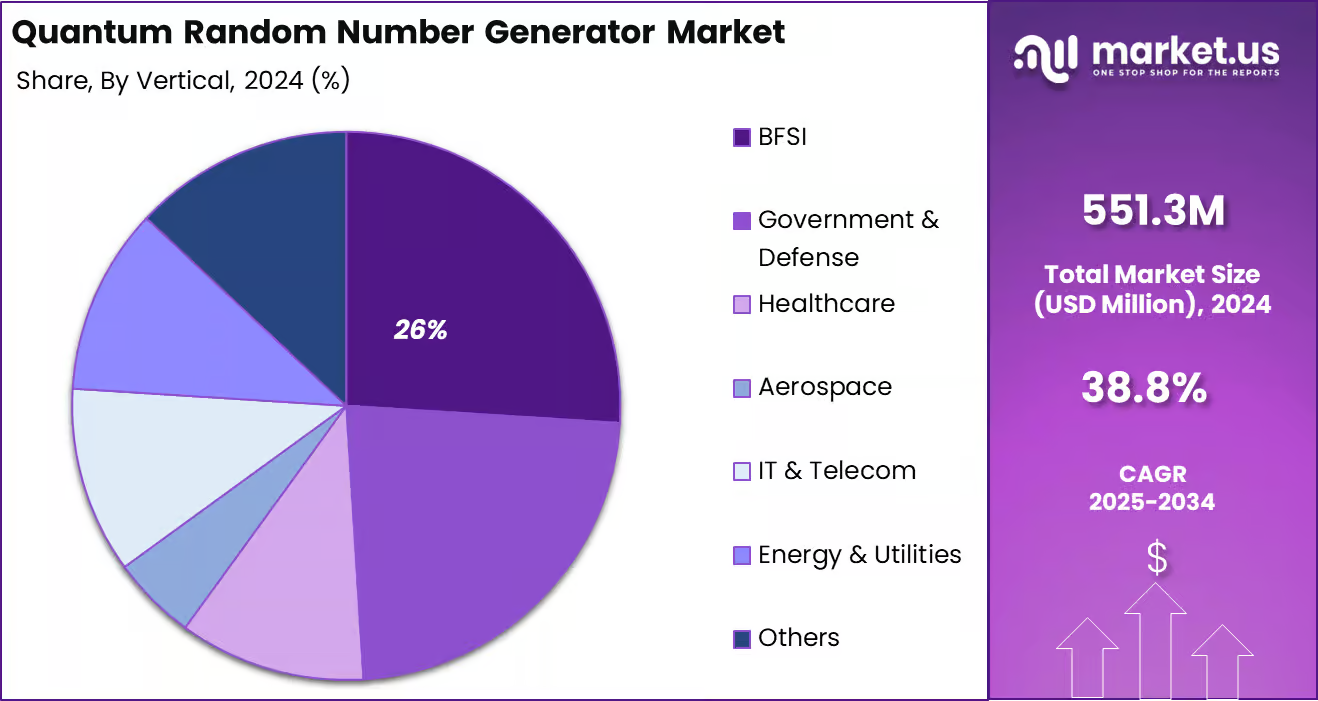 Quantum Random Number Generator Market
Share, By Vertical, 2024 (%)
26%
BFSI
Government &
Defense
Healthcare
Aerospace
IT & Telecom
Energy & Utilities
Others
market.us
ONE STOP SHOP FOR THE REPORTS
551.3M
Total Market Size
(USD Million), 2024
38.8%
CAGR
2025-2034
$